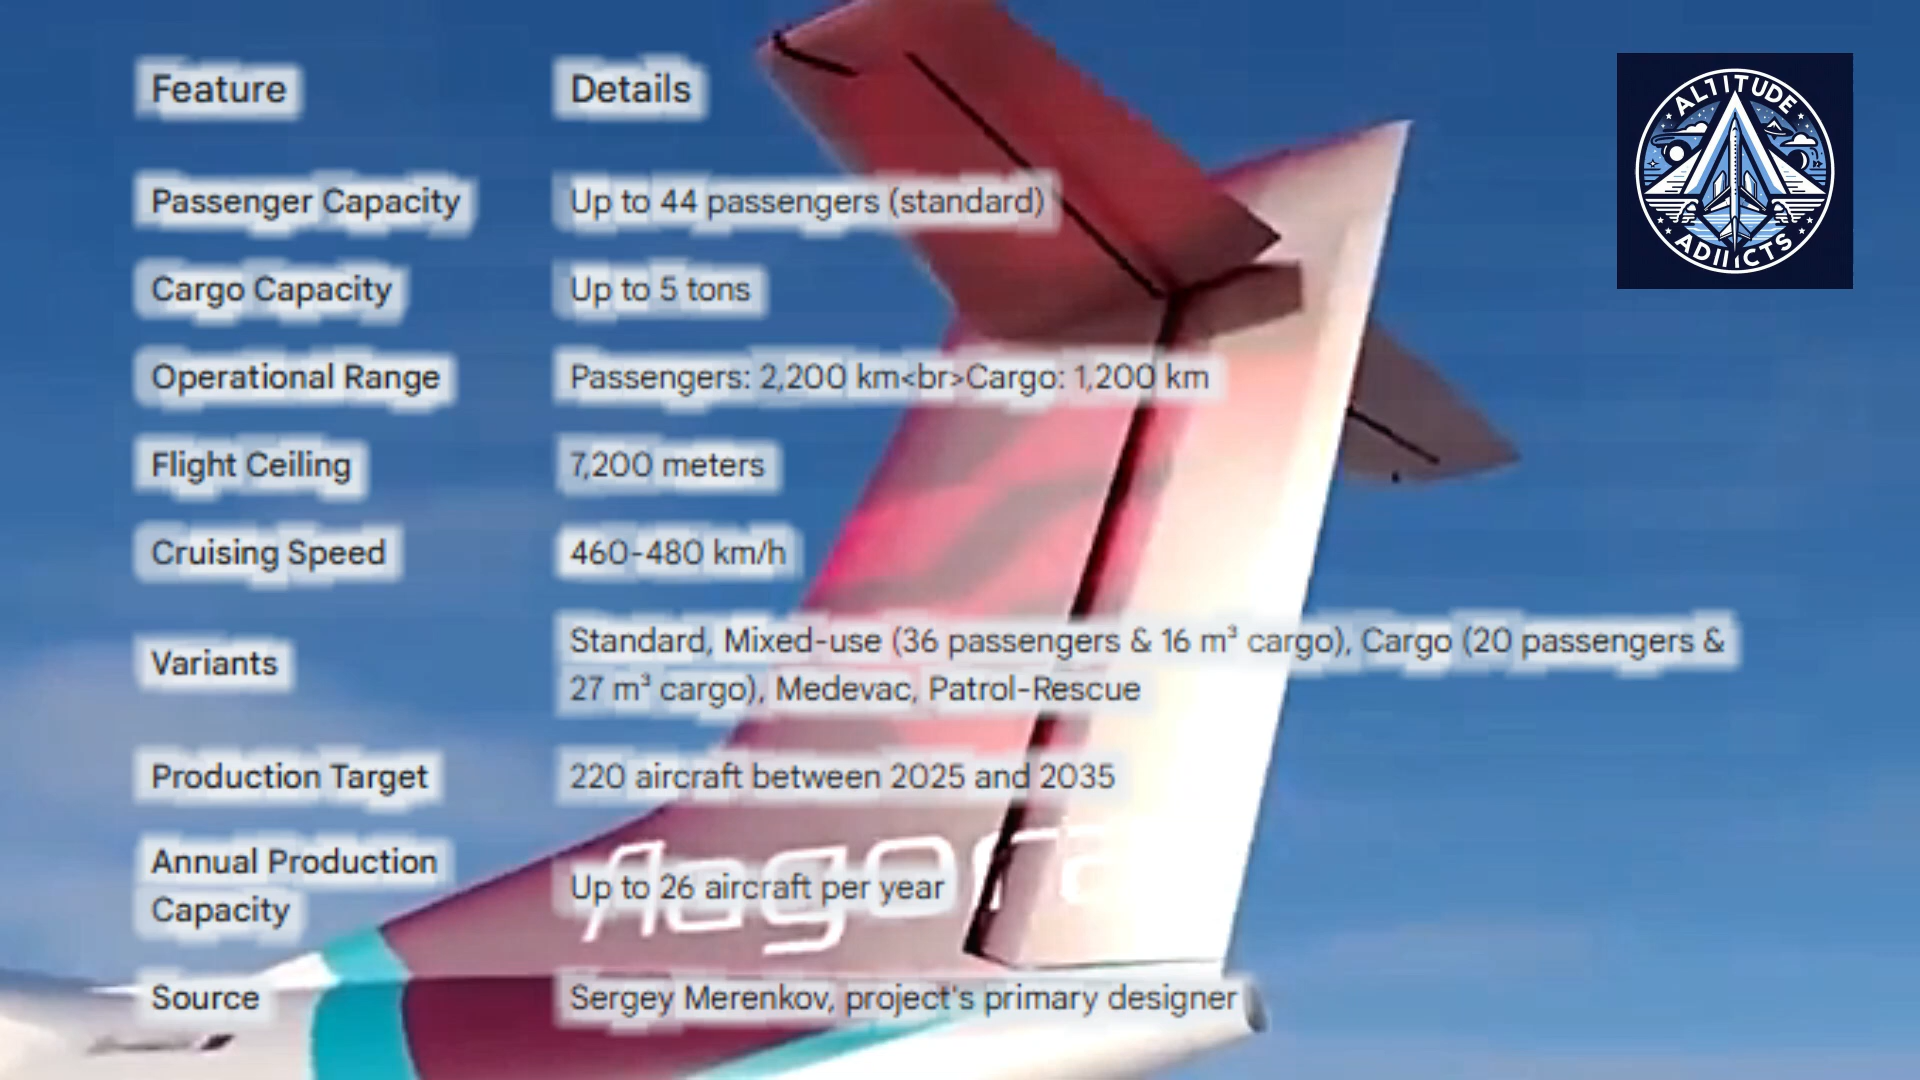 Feature Details
Passenger Capacity Up to 44 passengers (standard)
Cargo Capacity Up to 5 tons
Operational Range Passengers: 2,200 km<br>Cargo: 1,200 km
Flight Ceiling 7,200 meters
Cruising Speed 460-480 km/h
Variants Standard, Mixed-use (36 passengers & 16 m³ cargo), Cargo (20 passengers &
27 m³ cargo), Medevac, Patrol-Rescue
Production Target 220 aircraft between 2025 and 2035
Annual Production
Capacity
Up to 26 aircraft per year
Source Sergey Merenkov, project's primary designer
ALTITUDE